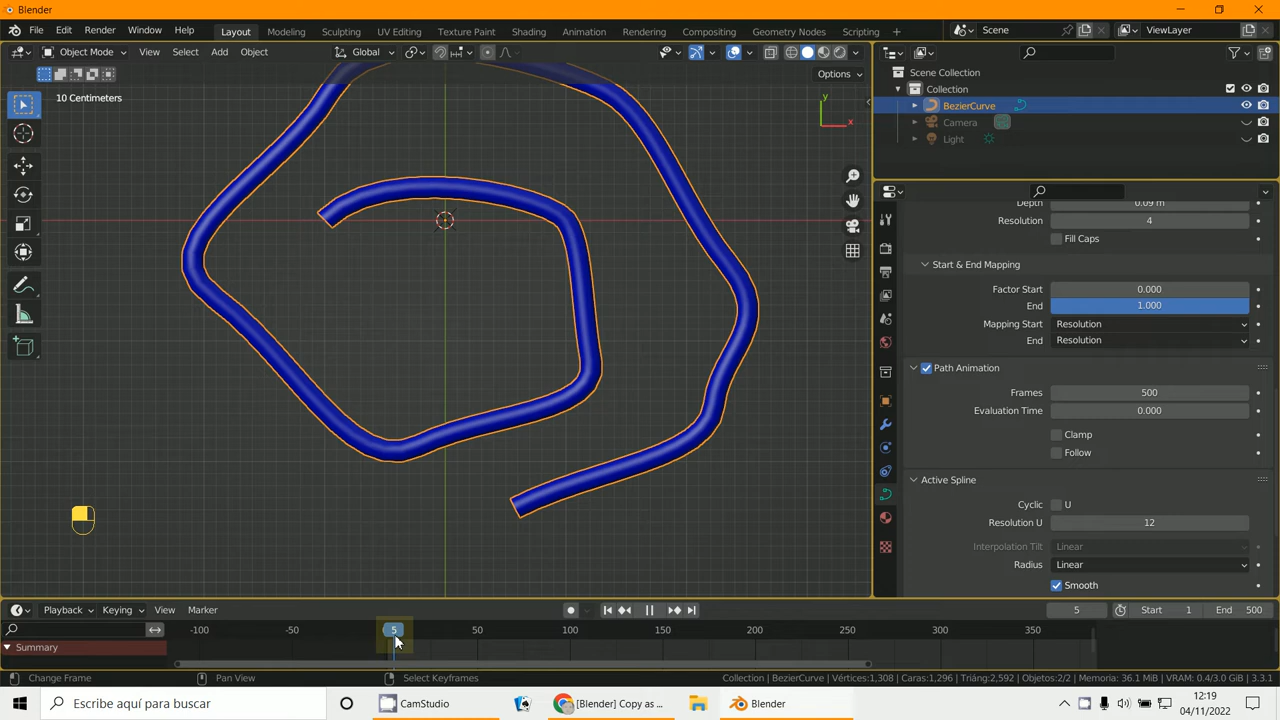 Blender
File Edit Render Window Help Layout Modeling Sculpting UV Editing Texture Paint Shading Animation Rendering Compositing Geometry Nodes Scripting + Scene ViewLayer
Object Mode View Select Add Object Global
Options
10 Centimeters
y
x
Scene Collection
Collection
BezierCurve
Camera
Light
Depth 0.09 m
Resolution 4
Fill Caps
Start & End Mapping
Factor Start 0.000
End 1.000
Mapping Start Resolution
End Resolution
Path Animation
Frames 500
Evaluation Time 0.000
Clamp
Follow
Active Spline
Cyclic U
Resolution U 12
Interpolation Tilt Linear
Radius Linear
Smooth
Playback Keying View Marker 5 Start 1 End 500
-100 -50 5 50 100 150 200 250 300 350
Summary
Change Frame Pan View Select Keyframes Collection | BezierCurve | Vértices:1,308 | Caras:1,296 | Triáng:2,592 | Objetos:2/2 | Memoria: 36.1 MiB | VRAM: 0.4/3.0 GiB | 3.3.1
Escribe aquí para buscar CamStudio [Blender] Copy as ... Blender 12:19
04/11/2022